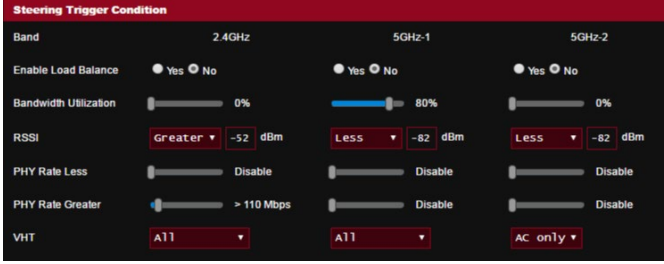 Steering Trigger Condition
Band 2.4GHz 5GHz-1 5GHz-2
Enable Load Balance Yes No Yes No Yes No
Bandwidth Utilization 0% 80% 0%
RSSI Greater -52 dBm Less -82 dBm Less -82 dBm
PHY Rate Less Disable Disable Disable
PHY Rate Greater > 110 Mbps Disable Disable
VHT All All AC only